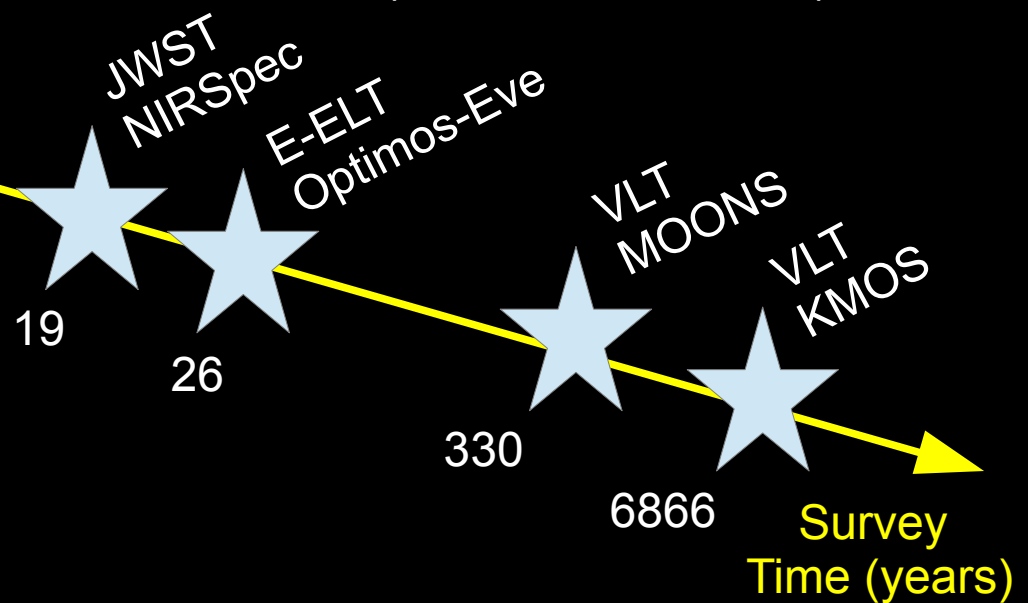 JWST
NIRSpec
E-ELT
Optimos-Eve
VLT
MOONS
VLT
KMOS
19
26
330
6866
Survey
Time (years)